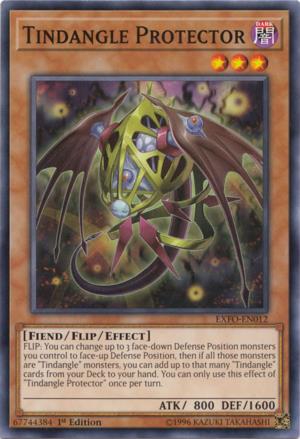 TINDANGLE PROTECTOR
DARK
闇
EXFO-EN012
[FIEND/FLIP/EFFECT]
FLIP: You can change up to 3 face-down Defense Position monsters
you control to face-up Defense Position, then if all those monsters
are "Tindangle" monsters, you can add up to that many "Tindangle"
cards from your Deck to your hand. You can only use this effect of
"Tindangle Protector" once per turn.
ATK/ 800 DEF/1600
67744384 1st Edition ©1996 KAZUKI TAKAHASHI